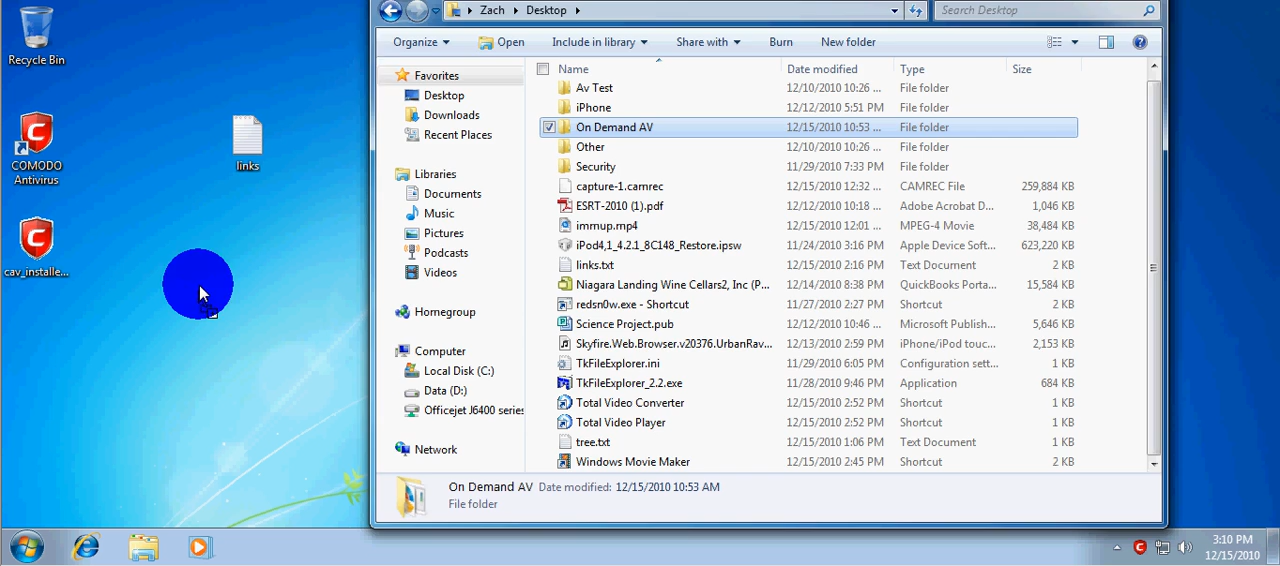 Recycle Bin
COMODO
Antivirus
links
cav_installe...
Zach Desktop
Search Desktop
Organize Open Include in library Share with Burn New folder
Favorites
Desktop
Downloads
Recent Places
Libraries
Documents
Music
Pictures
Podcasts
Videos
Homegroup
Computer
Local Disk (C:)
Data (D:)
Officejet J6400 series
Network
Name Date modified Type Size
Av Test 12/10/2010 10:26 ... File folder
iPhone 12/12/2010 5:51 PM File folder
On Demand AV 12/15/2010 10:53 ... File folder
Other 12/10/2010 10:26 ... File folder
Security 11/29/2010 7:33 PM File folder
capture-1.camrec 12/15/2010 12:32 ... CAMREC File 259,884 KB
ESRT-2010 (1).pdf 12/12/2010 10:18 ... Adobe Acrobat D... 1,046 KB
immup.mp4 12/15/2010 12:01 ... MPEG-4 Movie 38,484 KB
iPod4,1_4.2.1_8C148_Restore.ipsw 11/24/2010 3:16 PM Apple Device Soft... 623,220 KB
links.txt 12/15/2010 2:16 PM Text Document 2 KB
Niagara Landing Wine Cellars2, Inc (P... 12/14/2010 8:38 PM QuickBooks Porta... 15,584 KB
redsn0w.exe - Shortcut 11/27/2010 2:27 PM Shortcut 2 KB
Science Project.pub 12/12/2010 10:46 ... Microsoft Publish... 5,646 KB
Skyfire.Web.Browser.v20376.UrbanRav... 12/13/2010 2:59 PM iPhone/iPod touc... 2,153 KB
TkFileExplorer.ini 11/29/2010 6:05 PM Configuration sett... 1 KB
TkFileExplorer_2.2.exe 11/28/2010 9:46 PM Application 684 KB
Total Video Converter 12/15/2010 2:52 PM Shortcut 1 KB
Total Video Player 12/15/2010 2:52 PM Shortcut 1 KB
tree.txt 12/15/2010 1:06 PM Text Document 2 KB
Windows Movie Maker 12/15/2010 2:45 PM Shortcut 2 KB
On Demand AV Date modified: 12/15/2010 10:53 AM
File folder
3:10 PM
12/15/2010